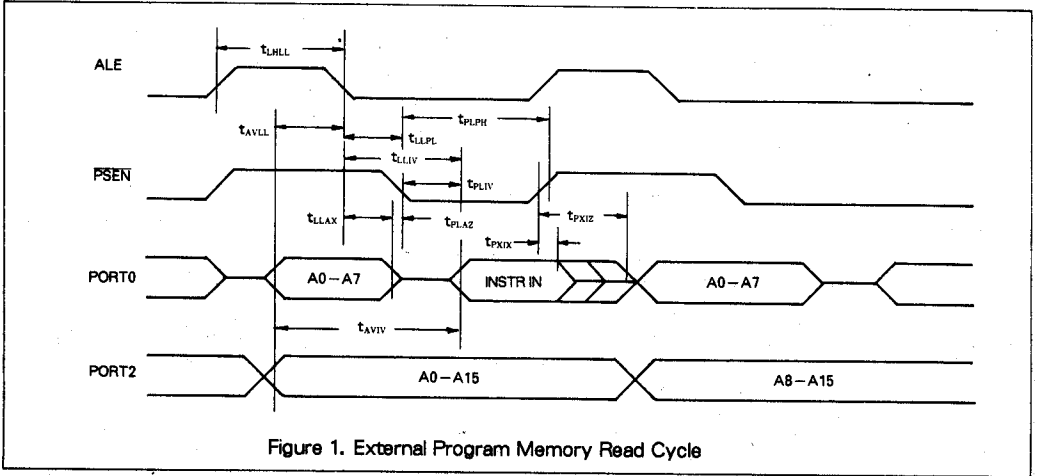 ALE
tLHLL
tAVLL
tLLPL
tPLPH
tLLIV
PSEN
tPLIV
tLLAX
tPLAZ
tPXIZ
tPXIX
PORT0
A0-A7
INSTR IN
A0-A7
tAVIV
PORT2
A0-A15
A8-A15
Figure 1. External Program Memory Read Cycle